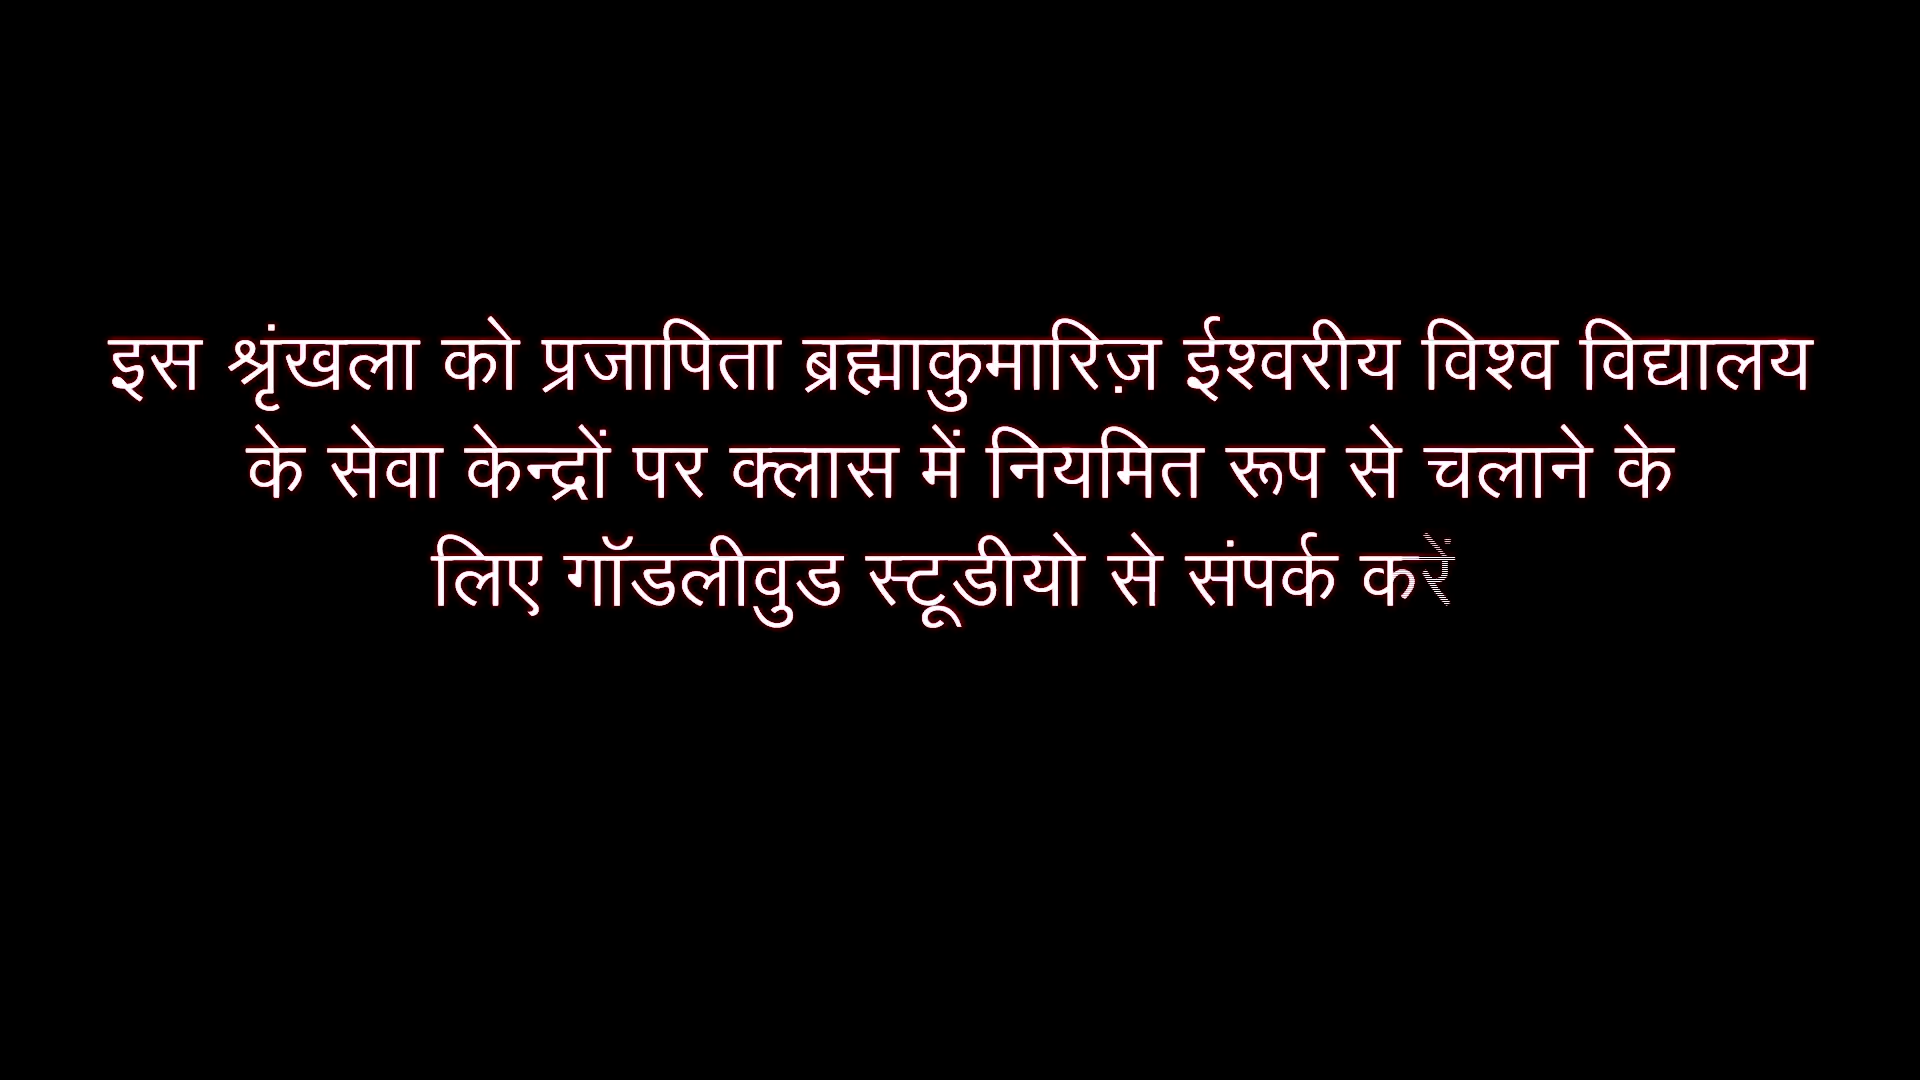 इस श्रृंखला को प्रजापिता ब्रह्माकुमारिज़ ईश्वरीय विश्व विद्यालय
के सेवा केन्द्रों पर क्लास में नियमित रूप से चलाने के
लिए गॉडलीवुड स्टूडीयो से संपर्क करें